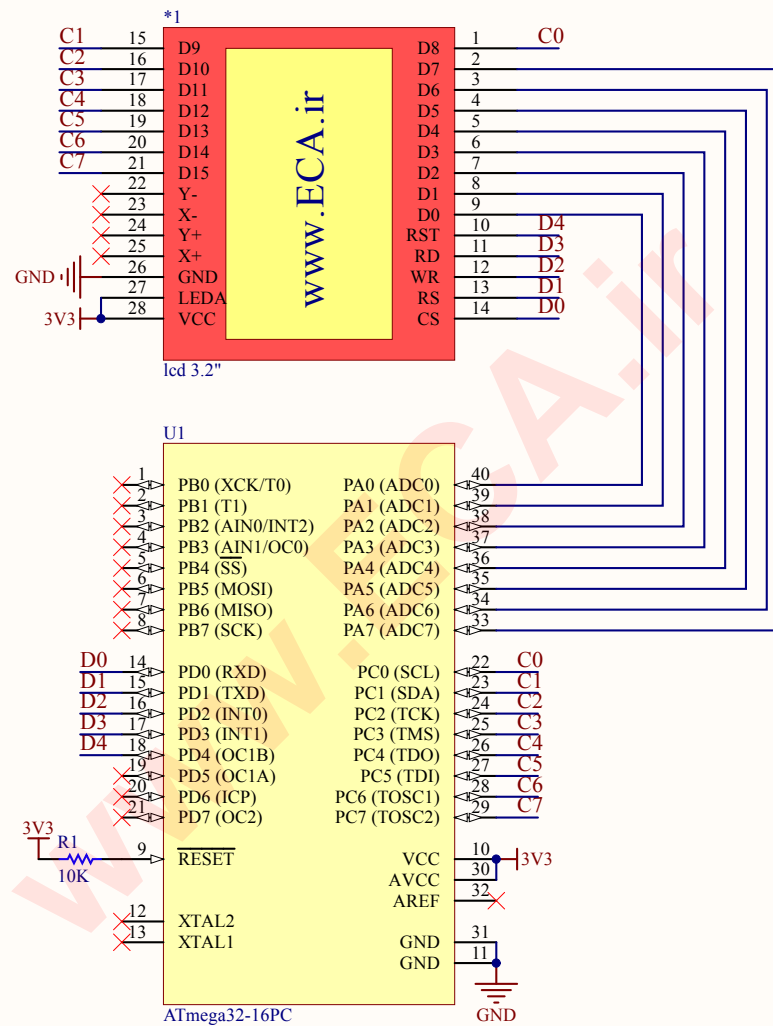 *1
C1 15 D9
C2 16 D10
C3 17 D11
C4 18 D12
C5 19 D13
C6 20 D14
C7 21 D15
22 Y-
23 X-
24 Y+
25 X+
GND 26 GND
27 LEDA
3V3 28 VCC
www.ECA.ir
D8 1 C0
D7 2
D6 3
D5 4
D4 5
D3 6
D2 7
D1 8
D0 9
RST 10 D4
RD 11 D3
WR 12 D2
RS 13 D1
CS 14 D0
lcd 3.2"
U1
1 PB0 (XCK/T0)
2 PB1 (T1)
3 PB2 (AIN0/INT2)
4 PB3 (AIN1/OC0)
5 PB4 (SS)
6 PB5 (MOSI)
7 PB6 (MISO)
8 PB7 (SCK)
D0 14 PD0 (RXD)
D1 15 PD1 (TXD)
D2 16 PD2 (INT0)
D3 17 PD3 (INT1)
D4 18 PD4 (OC1B)
19 PD5 (OC1A)
20 PD6 (ICP)
21 PD7 (OC2)
3V3
R1
10K
9 RESET
12 XTAL2
13 XTAL1
PA0 (ADC0) 40
PA1 (ADC1) 39
PA2 (ADC2) 38
PA3 (ADC3) 37
PA4 (ADC4) 36
PA5 (ADC5) 35
PA6 (ADC6) 34
PA7 (ADC7) 33
PC0 (SCL) 22 C0
PC1 (SDA) 23 C1
PC2 (TCK) 24 C2
PC3 (TMS) 25 C3
PC4 (TDO) 26 C4
PC5 (TDI) 27 C5
PC6 (TOSC1) 28 C6
PC7 (TOSC2) 29 C7
VCC 10 3V3
AVCC 30
AREF 32
GND 31
GND 11
GND
ATmega32-16PC
www.ECA.ir